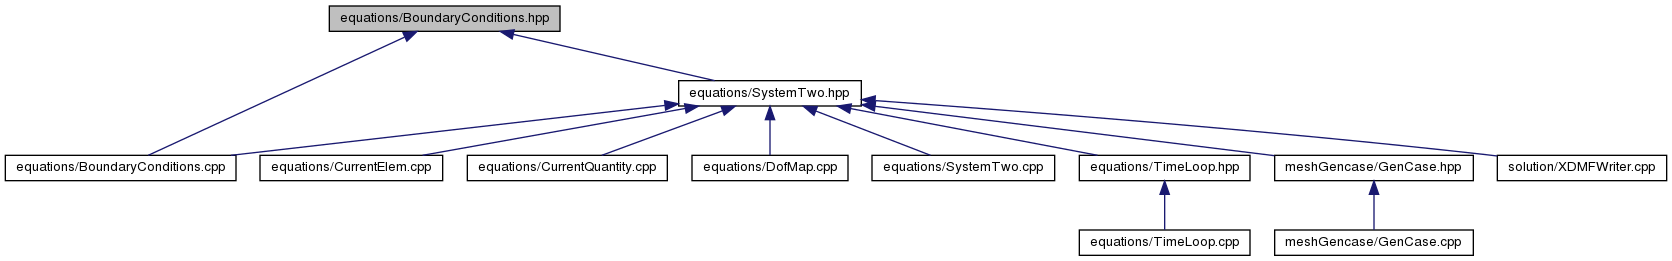 equations/BoundaryConditions.hpp
equations/SystemTwo.hpp
equations/BoundaryConditions.cpp
equations/CurrentElem.cpp
equations/CurrentQuantity.cpp
equations/DofMap.cpp
equations/SystemTwo.cpp
equations/TimeLoop.hpp
meshGencase/GenCase.hpp
solution/XDMFWriter.cpp
equations/TimeLoop.cpp
meshGencase/GenCase.cpp